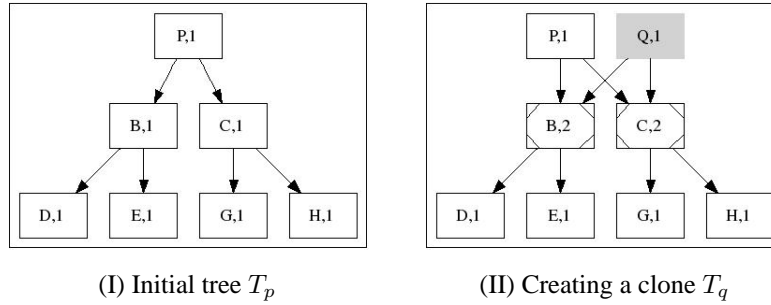 P,1
B,1 C,1
D,1 E,1 G,1 H,1
(I) Initial tree T_p
P,1 Q,1
B,2 C,2
D,1 E,1 G,1 H,1
(II) Creating a clone T_q